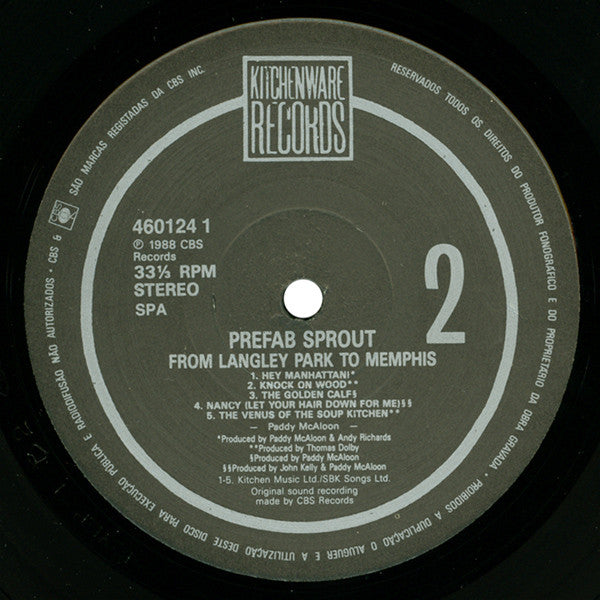 KITCHENWARE
RECORDS
460124 1
℗ 1988 CBS
Records
33⅓ RPM
STEREO
SPA
2
PREFAB SPROUT
FROM LANGLEY PARK TO MEMPHIS
1. HEY MANHATTAN!*
2. KNOCK ON WOOD**
3. THE GOLDEN CALF§
4. NANCY (LET YOUR HAIR DOWN FOR ME)§§
5. THE VENUS OF THE SOUP KITCHEN**
- Paddy McAloon -
*Produced by Paddy McAloon & Andy Richards
**Produced by Thomas Dolby
§Produced by Paddy McAloon
§§Produced by John Kelly & Paddy McAloon
1-5. Kitchen Music Ltd./SBK Songs Ltd.
Original sound recording
made by CBS Records
RESERVADOS TODOS OS DIREITOS DO PRODUTOR FONOGRÁFICO E DO PROPRIETÁRIO DA OBRA GRAVADA • PROIBIDOS A DUPLICAÇÃO O ALUGUER E A UTILIZAÇÃO DESTE DISCO PARA EXECUÇÃO PÚBLICA E RADIODIFUSÃO NÃO AUTORIZADOS • CBS & CBS SÃO MARCAS REGISTADAS DA CBS INC.